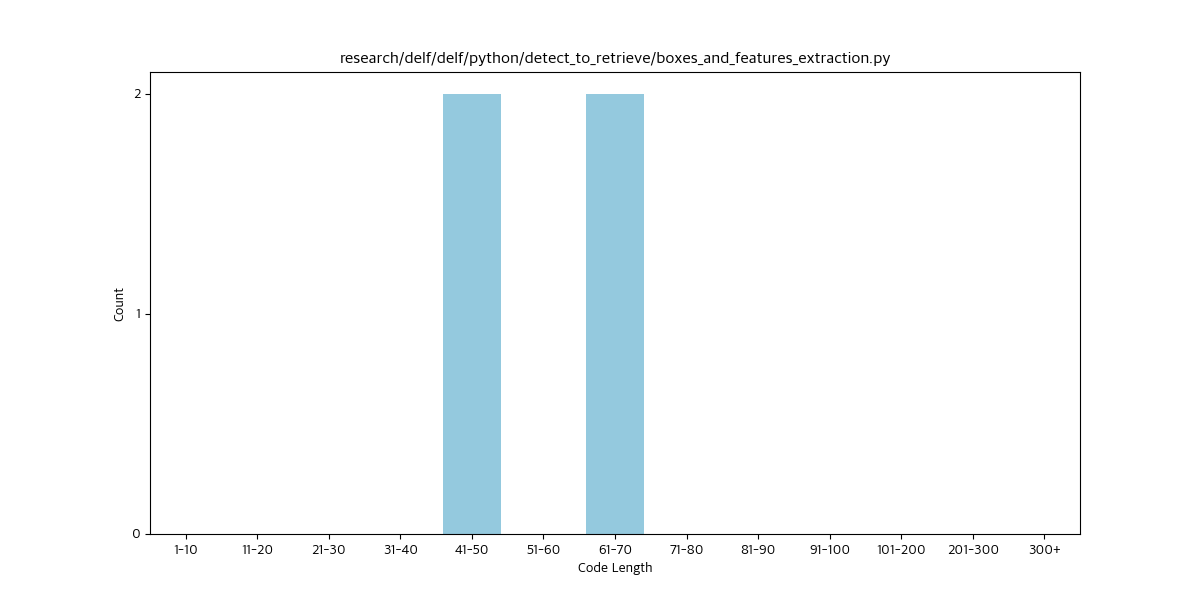 research/delf/delf/python/detect_to_retrieve/boxes_and_features_extraction.py
2
1
0
Count
1-10 11-20 21-30 31-40 41-50 51-60 61-70 71-80 81-90 91-100 101-200 201-300 300+
Code Length